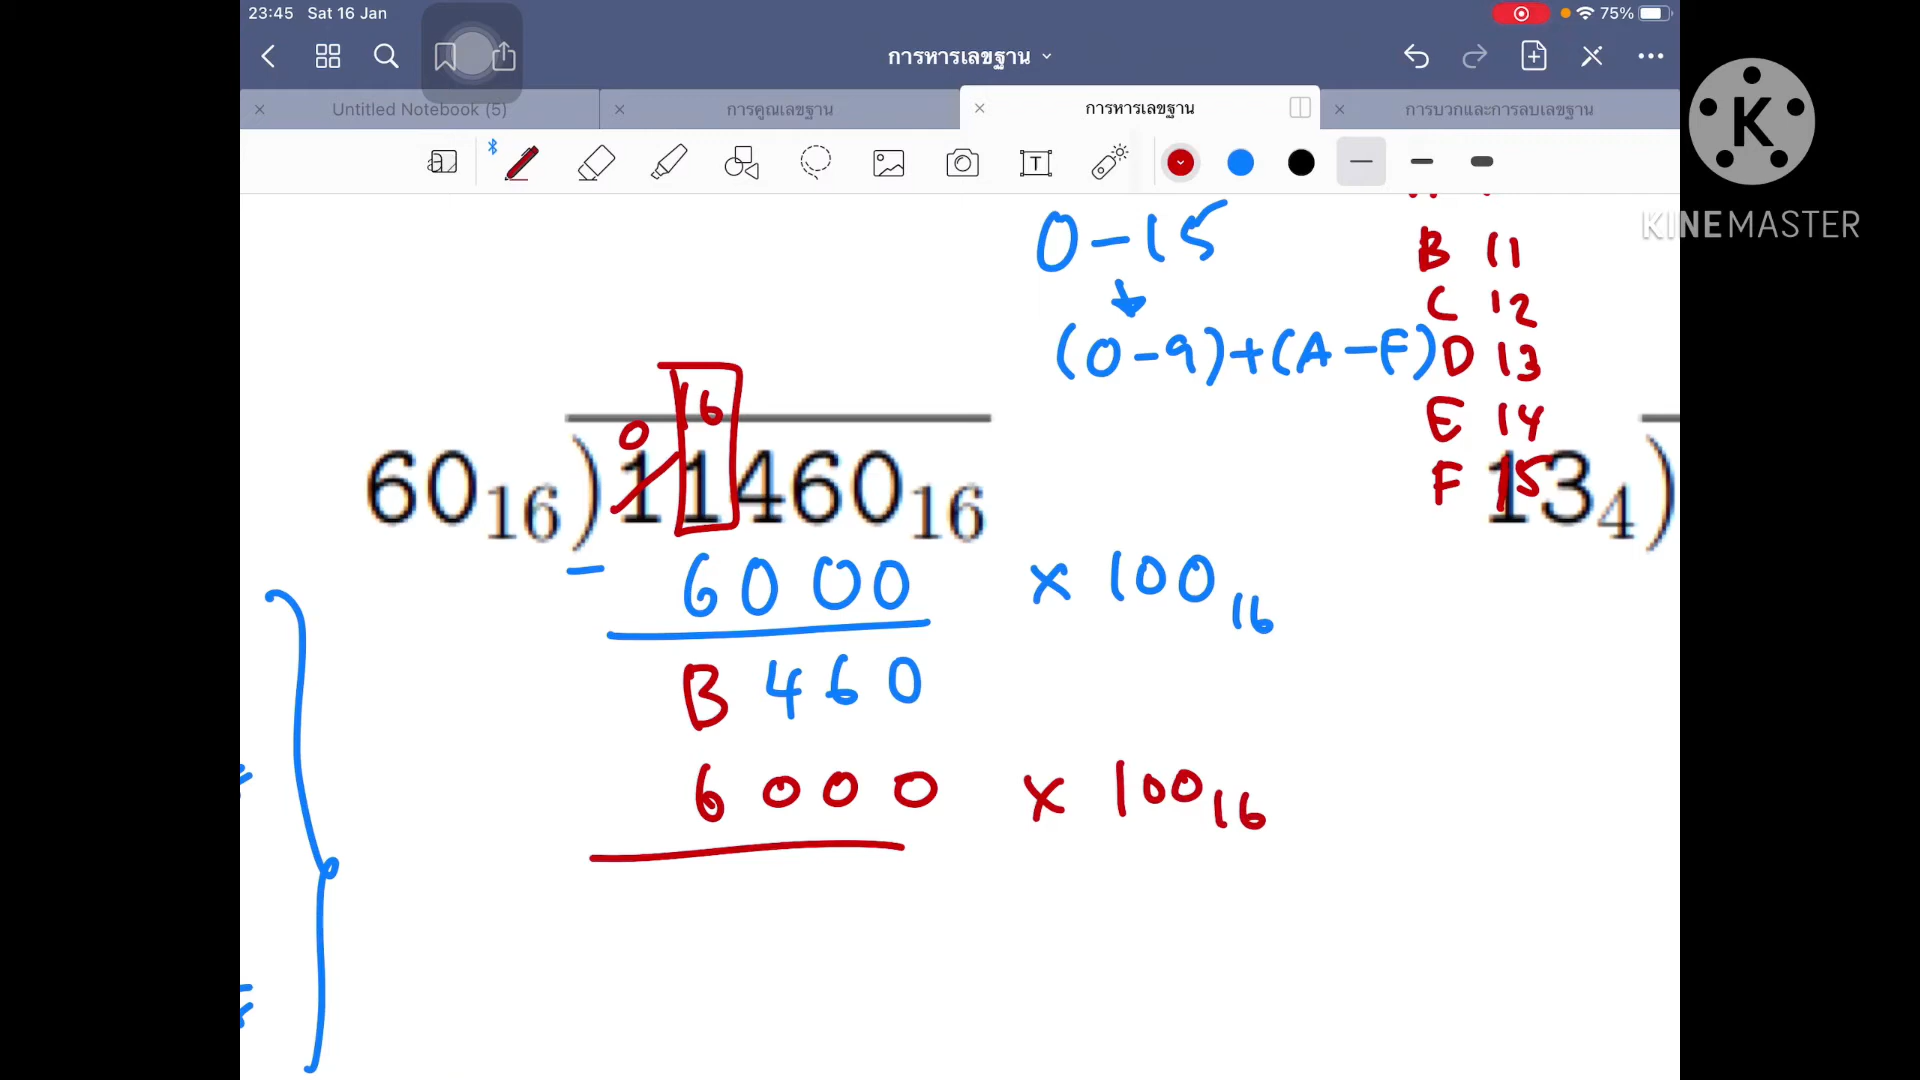 23:45 Sat 16 Jan
75%
การหารเลขฐาน
Untitled Notebook (5)
การคูณเลขฐาน
การหารเลขฐาน
การบวกและการลบเลขฐาน
K
KINEMASTER
0-15
(0-9)+(A-F)
B 11
C 12
D 13
E 14
F 15
0 16
60₁₆)11460₁₆
13₄)
- 6000 x 100₁₆
B460
6000 x 100₁₆